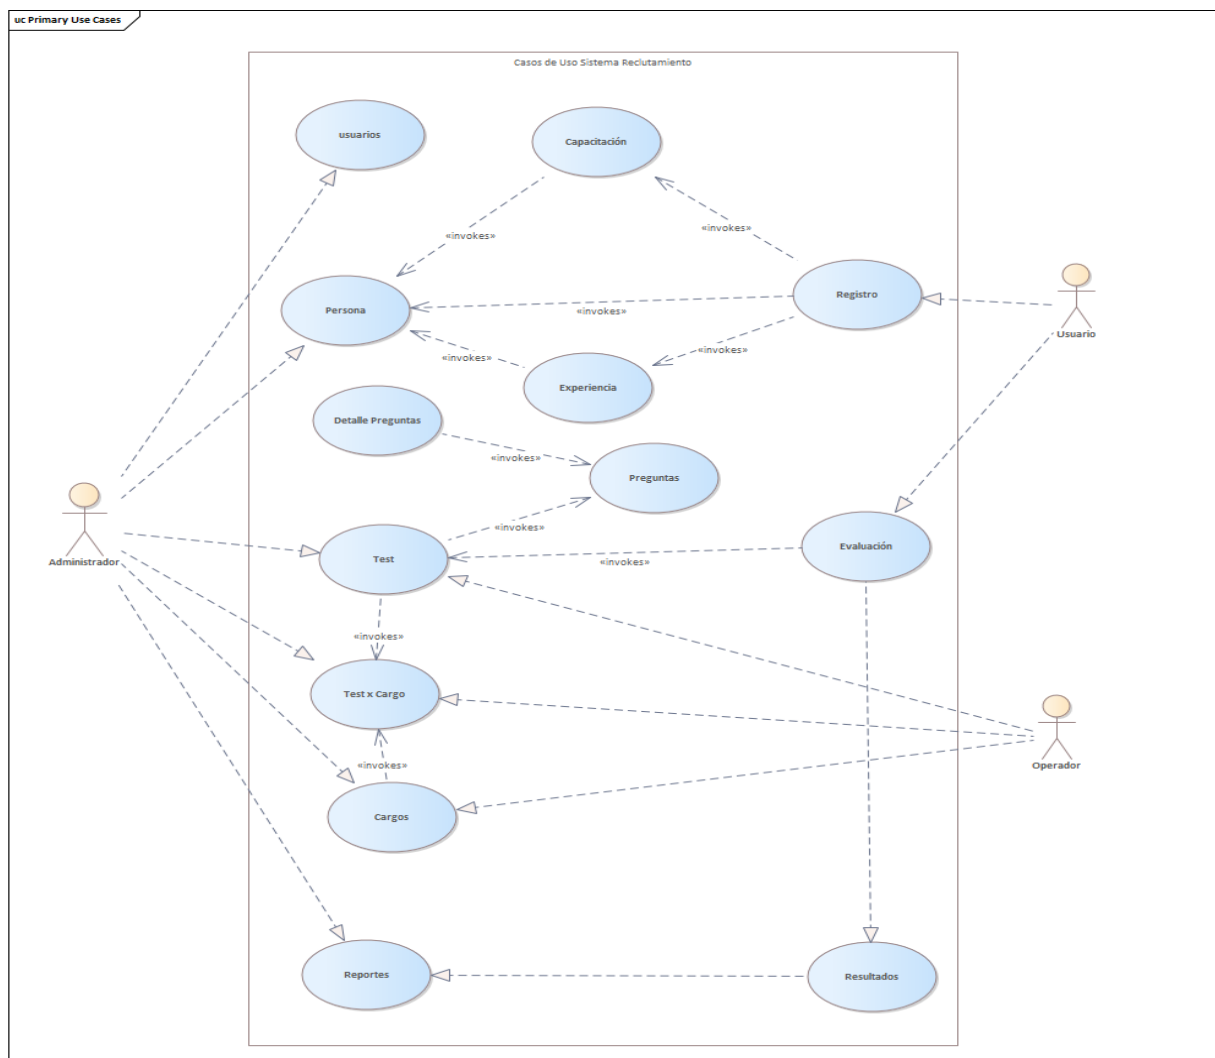 uc Primary Use Cases
Casos de Uso Sistema Reclutamiento
usuarios
Capacitación
«invokes»
«invokes»
Registro
Persona
«invokes»
Usuario
«invokes»
«invokes»
Experiencia
Detalle Preguntas
«invokes»
Preguntas
«invokes»
Administrador
Test
«invokes»
Evaluación
«invokes»
Test x Cargo
«invokes»
Operador
Cargos
Reportes
Resultados